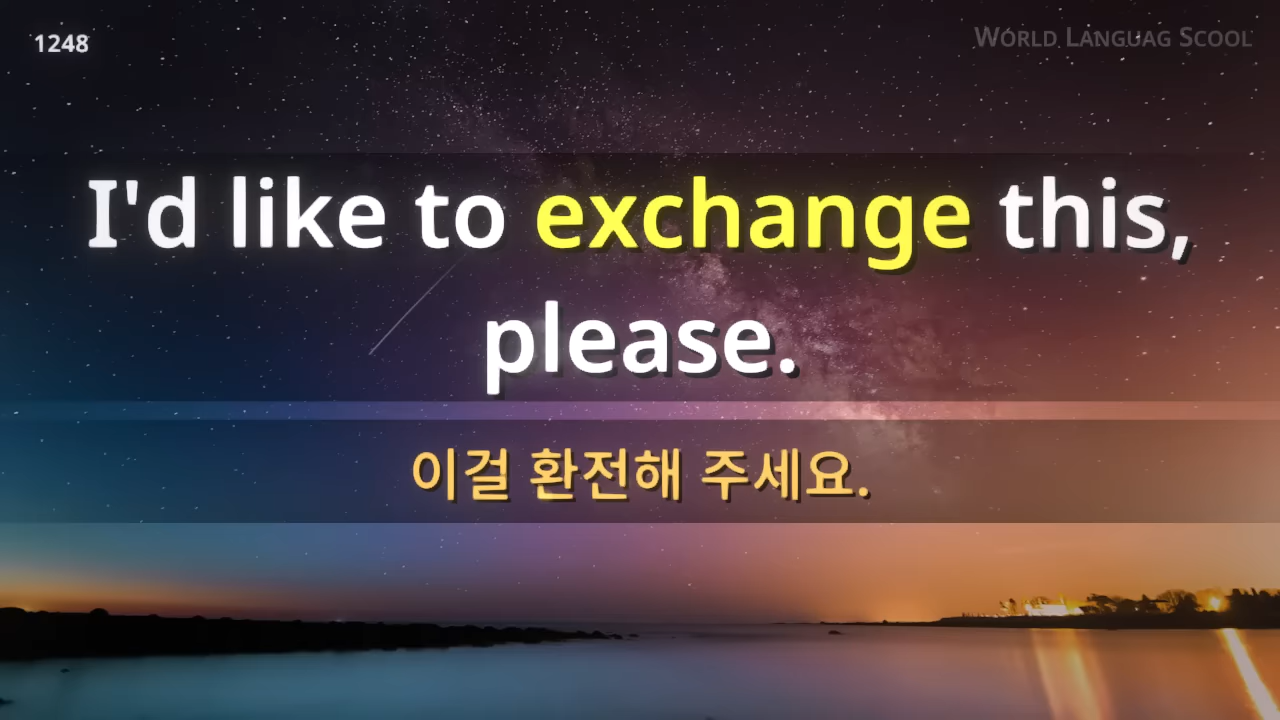 1248
WORLD LANGUAG SCOOL
I'd like to exchange this,
please.
이걸 환전해 주세요.